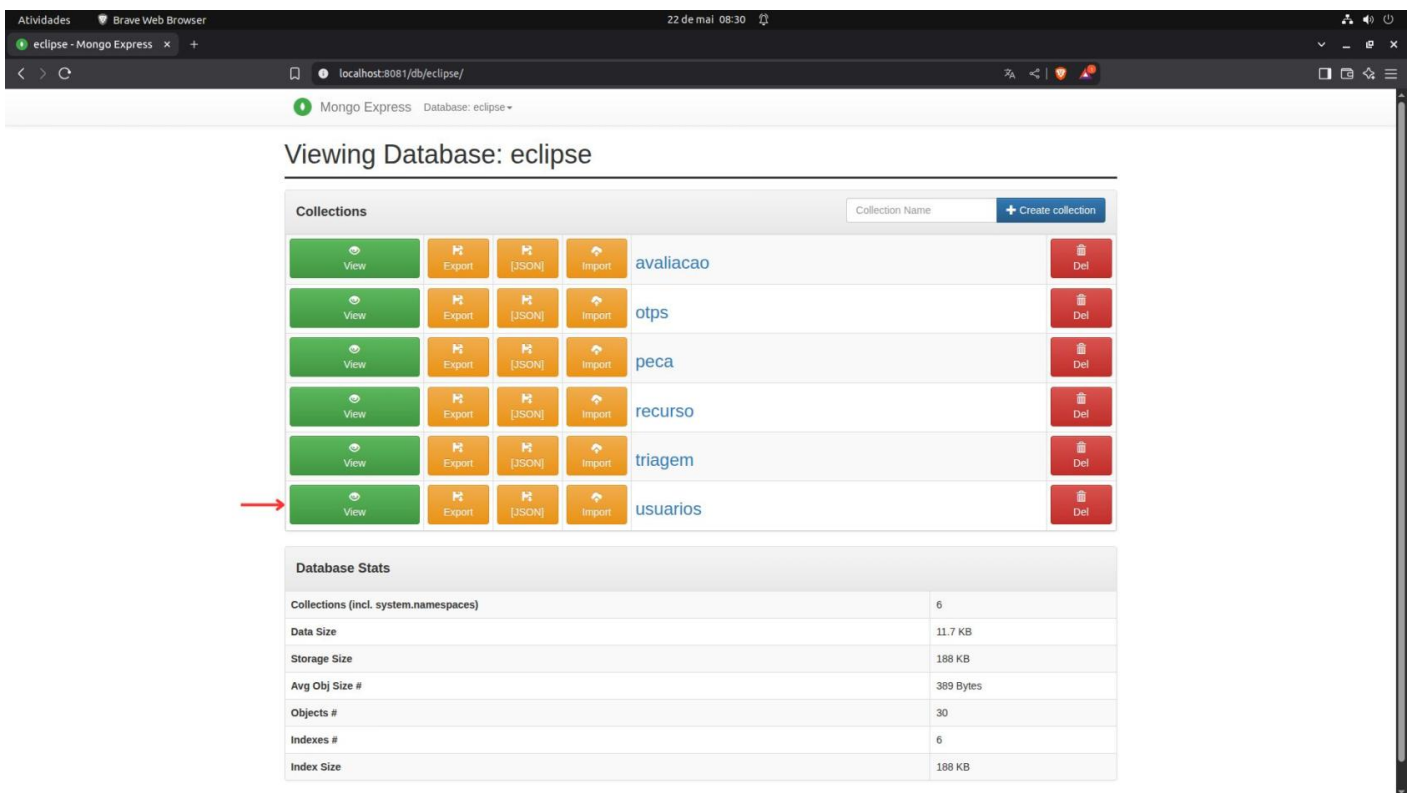 Atividades Brave Web Browser 22 de mai 08:30
eclipse - Mongo Express × +
localhost:8081/db/eclipse/
Mongo Express Database: eclipse
Viewing Database: eclipse
Collections Collection Name + Create collection
View Export [JSON] Import avaliacao Del
View Export [JSON] Import otps Del
View Export [JSON] Import peca Del
View Export [JSON] Import recurso Del
View Export [JSON] Import triagem Del
View Export [JSON] Import usuarios Del
Database Stats
Collections (incl. system.namespaces) 6
Data Size 11.7 KB
Storage Size 188 KB
Avg Obj Size # 389 Bytes
Objects # 30
Indexes # 6
Index Size 188 KB